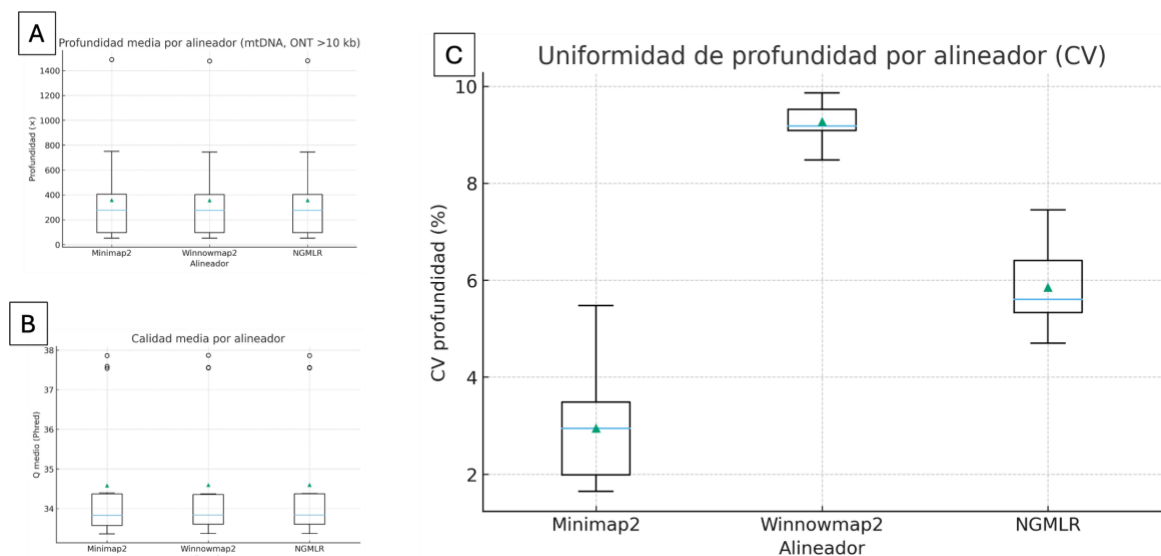 A
Profundidad media por alineador (mtDNA, ONT >10 kb)
1400
1200
1000
800
600
400
200
0
Profundidad (×)
Minimap2 Winnowmap2 NGMLR
Alineador
B
Calidad media por alineador
38
37
36
35
34
Q medio (Phred)
Minimap2 Winnowmap2 NGMLR
C
Uniformidad de profundidad por alineador (CV)
10
8
6
4
2
CV profundidad (%)
Minimap2 Winnowmap2 NGMLR
Alineador